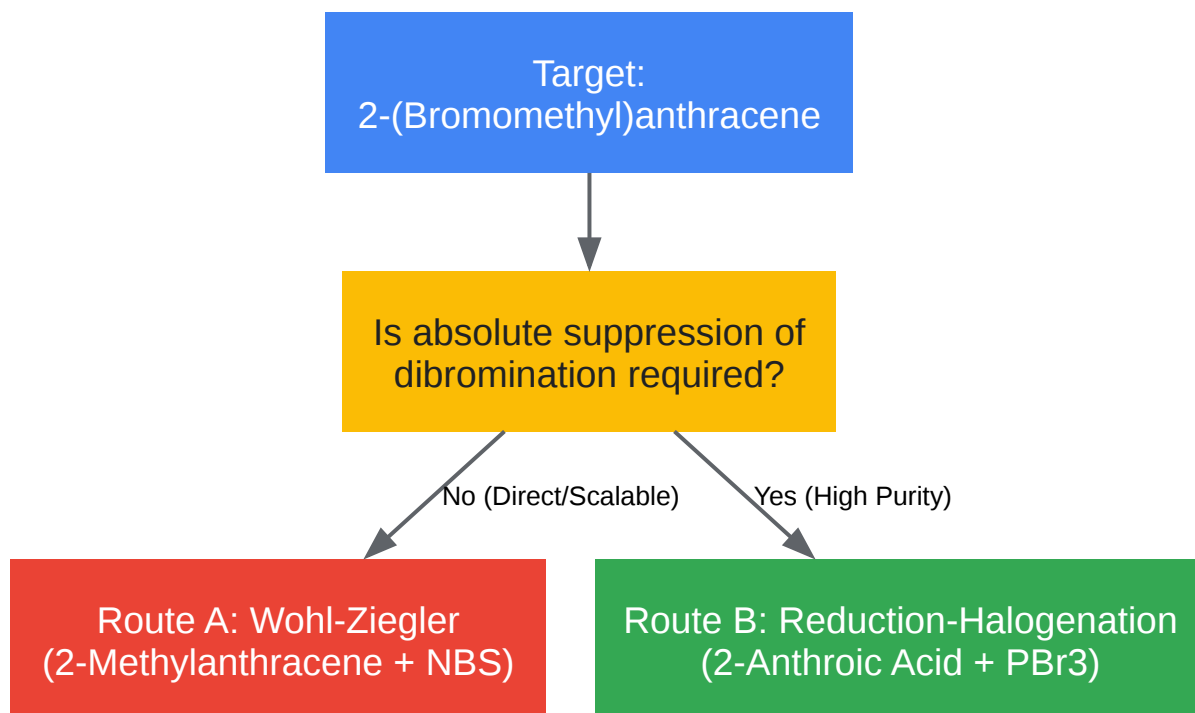 Target:
2-(Bromomethyl)anthracene
Is absolute suppression of
dibromination required?
No (Direct/Scalable)
Yes (High Purity)
Route A: Wohl-Ziegler
(2-Methylanthracene + NBS)
Route B: Reduction-Halogenation
(2-Anthroic Acid + PBr3)